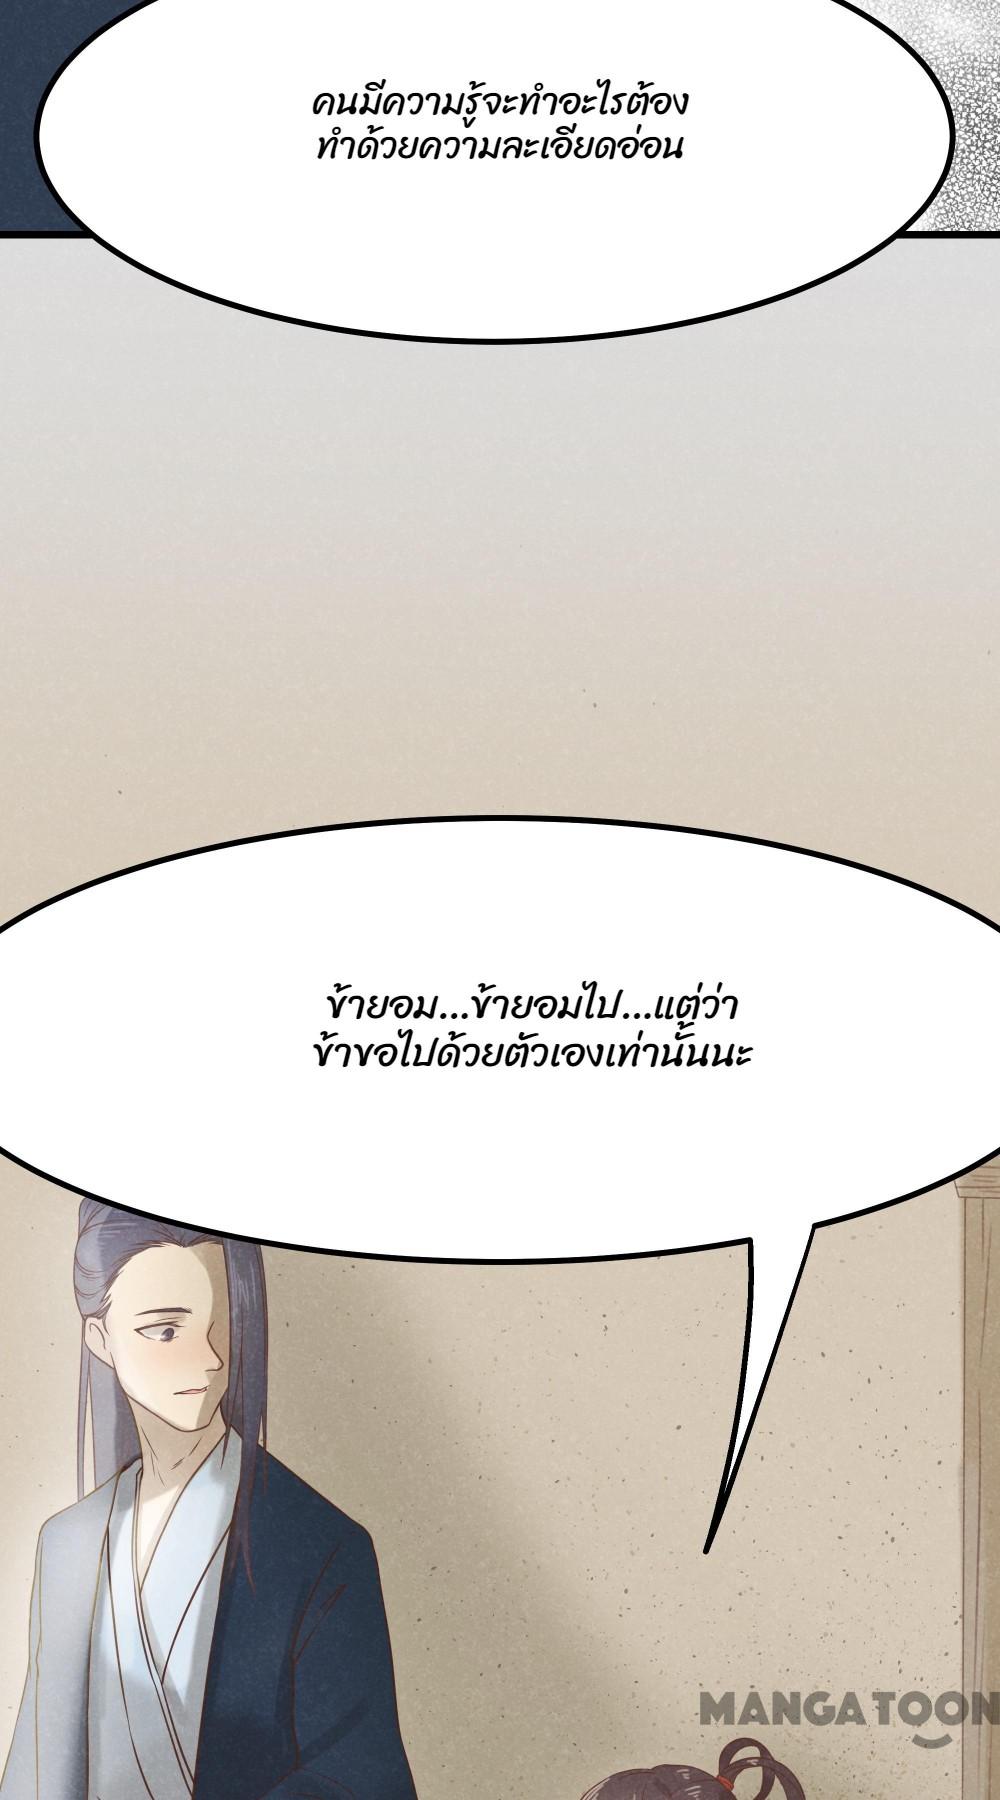 คนมีความรู้จะทำอะไรต้อง
ทำด้วยความละเอียดอ่อน
ข้ายอม...ข้ายอมไป...แต่ว่า
ข้าขอไปด้วยตัวเองเท่านั้นนะ
MANGATOON